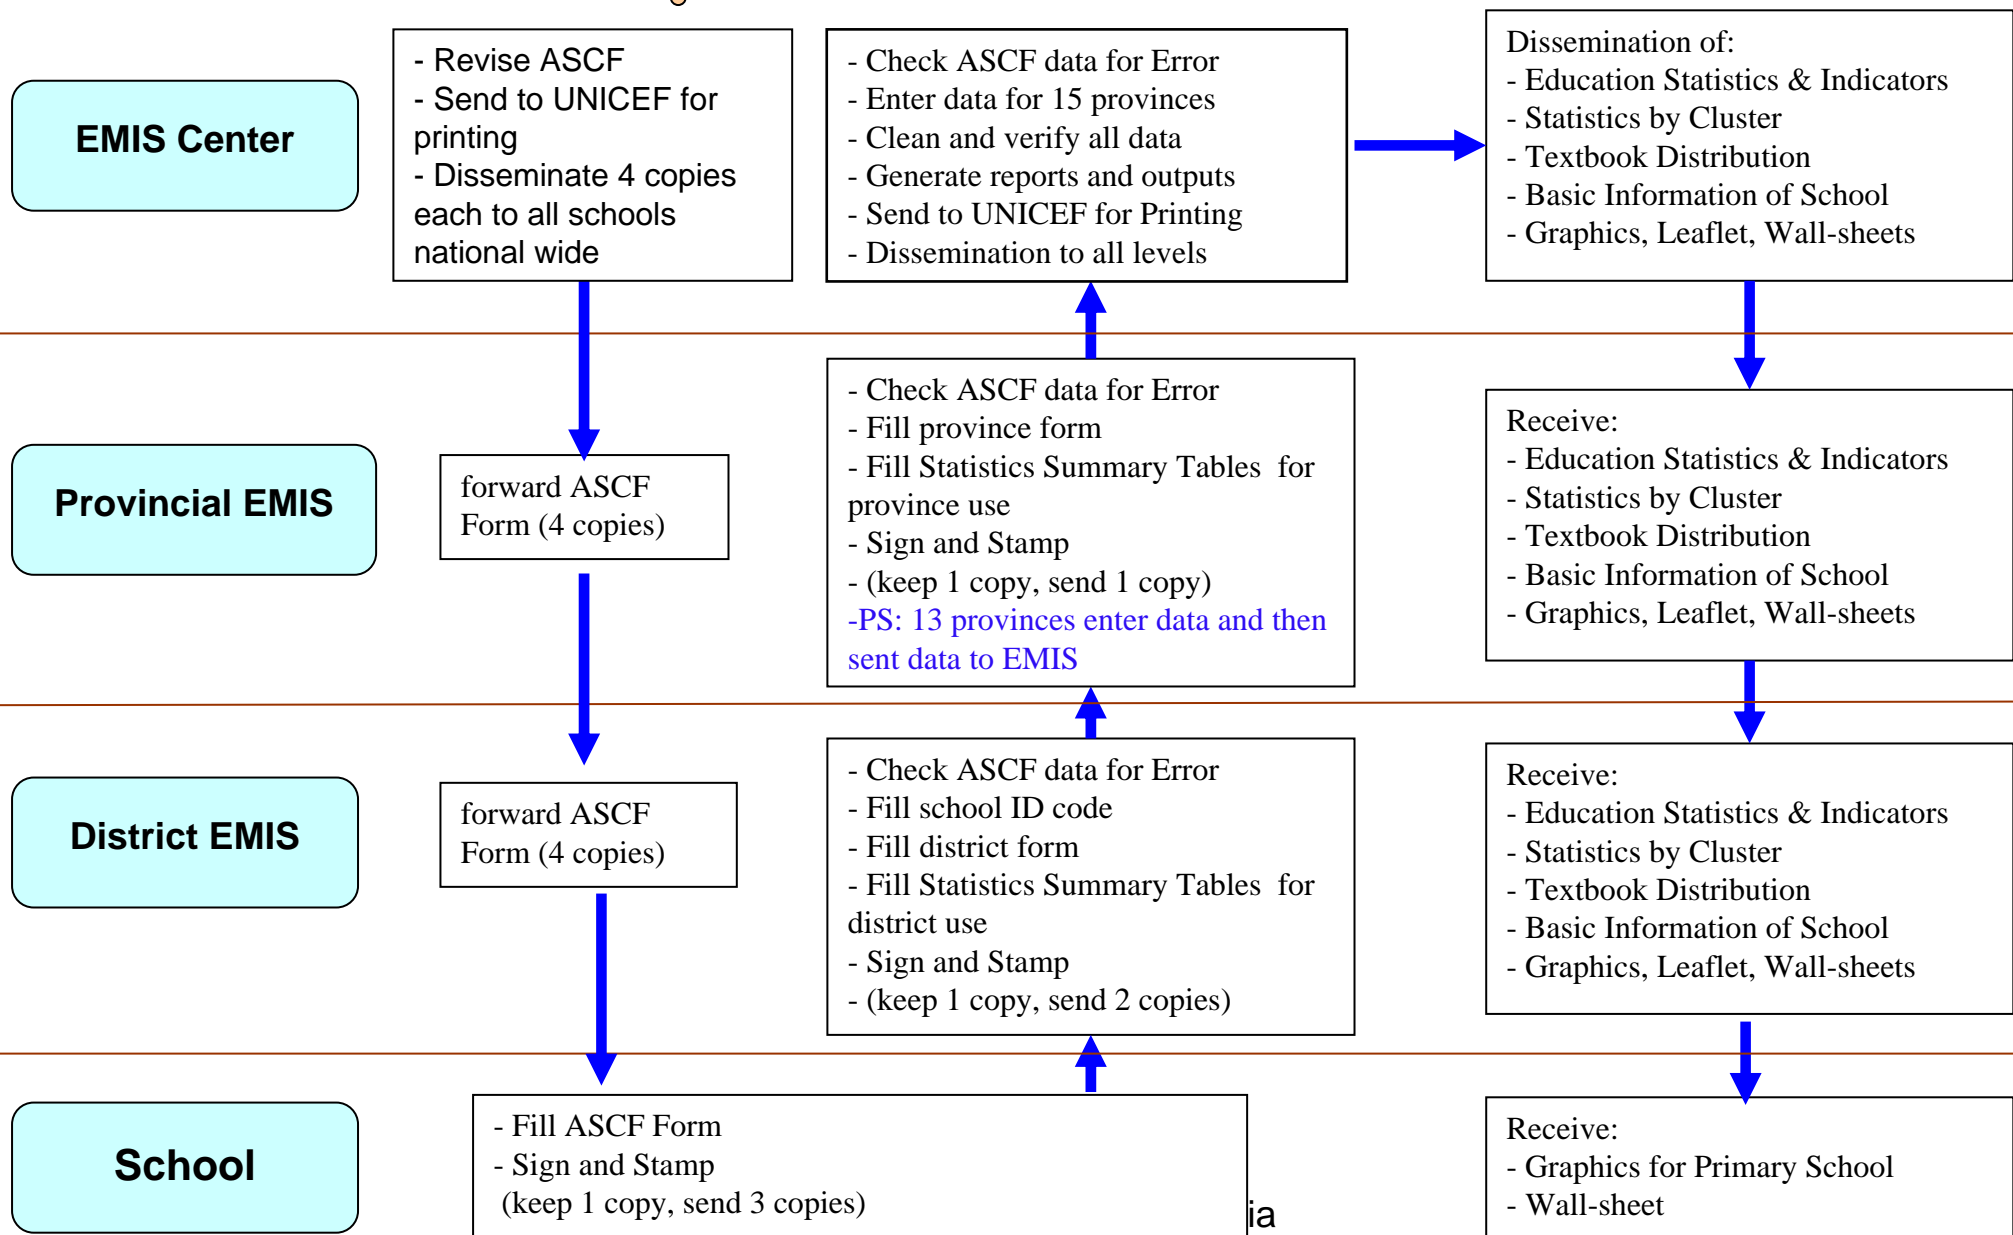 EMIS Center
- Revise ASCF
- Send to UNICEF for
printing
- Disseminate 4 copies
each to all schools
national wide
- Check ASCF data for Error
- Enter data for 15 provinces
- Clean and verify all data
- Generate reports and outputs
- Send to UNICEF for Printing
- Dissemination to all levels
Dissemination of:
- Education Statistics & Indicators
- Statistics by Cluster
- Textbook Distribution
- Basic Information of School
- Graphics, Leaflet, Wall-sheets
Provincial EMIS
forward ASCF
Form (4 copies)
- Check ASCF data for Error
- Fill province form
- Fill Statistics Summary Tables  for
province use
- Sign and Stamp
- (keep 1 copy, send 1 copy)
-PS: 13 provinces enter data and then
sent data to EMIS
Receive:
- Education Statistics & Indicators
- Statistics by Cluster
- Textbook Distribution
- Basic Information of School
- Graphics, Leaflet, Wall-sheets
District EMIS
forward ASCF
Form (4 copies)
- Check ASCF data for Error
- Fill school ID code
- Fill district form
- Fill Statistics Summary Tables  for
district use
- Sign and Stamp
- (keep 1 copy, send 2 copies)
Receive:
- Education Statistics & Indicators
- Statistics by Cluster
- Textbook Distribution
- Basic Information of School
- Graphics, Leaflet, Wall-sheets
School
- Fill ASCF Form
- Sign and Stamp
(keep 1 copy, send 3 copies)
ia
Receive:
- Graphics for Primary School
- Wall-sheet